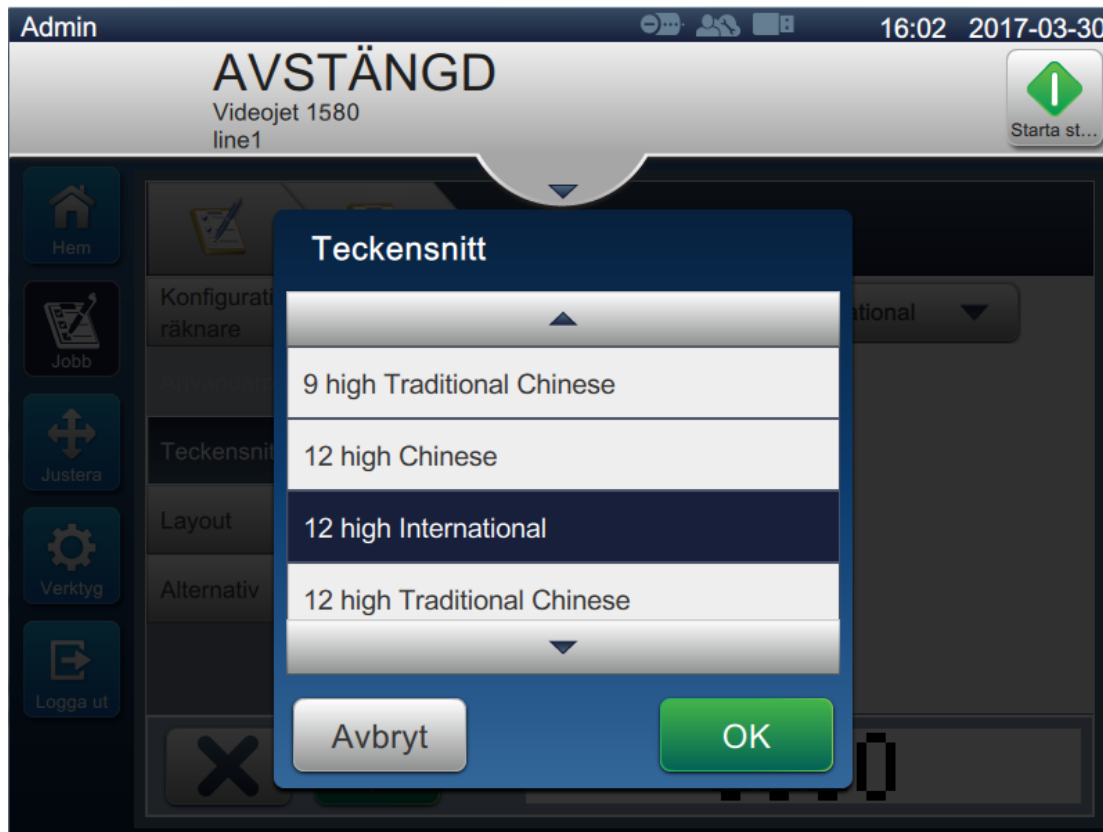 Admin
16:02 2017-03-30
AVSTÄNGD
Videojet 1580
line1
Starta st...
Hem
Teckensnitt
Konfigurati
räknare
ational
Jobb
9 high Traditional Chinese
12 high Chinese
Teckensnit
Justera
Layout
12 high International
Verktyg
Alternativ
12 high Traditional Chinese
Logga ut
Avbryt
OK